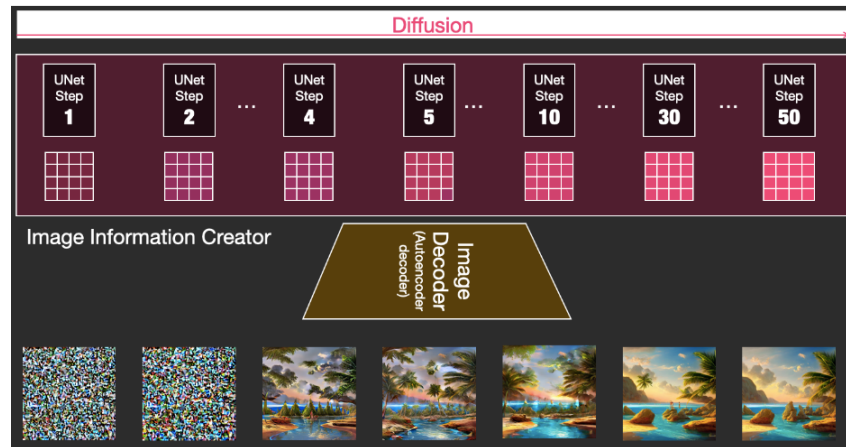 Diffusion
UNet
Step
1
UNet
Step
2
...
UNet
Step
4
UNet
Step
5
...
UNet
Step
10
...
UNet
Step
30
...
UNet
Step
50
Image Information Creator
Image
Decoder
(Autoencoder
decoder)